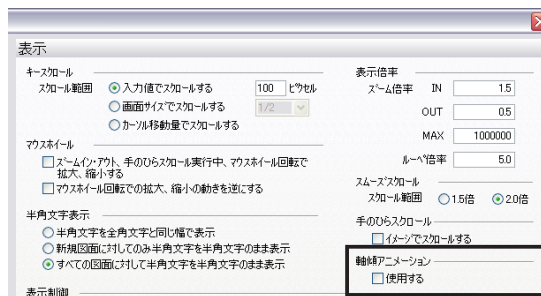 表示
キースクロール
スクロール範囲 入力値でスクロールする 100 ピクセル
画面サイズでスクロールする 1/2
カーソル移動量でスクロールする
マウスホイール
ズームイン・アウト、手のひらスクロール実行中、マウスホイール回転で
拡大、縮小する
マウスホイール回転での拡大、縮小の動きを逆にする
半角文字表示
半角文字を全角文字と同じ幅で表示
新規図面に対してのみ半角文字を半角文字のまま表示
すべての図面に対して半角文字を半角文字のまま表示
表示制御
表示倍率
ズーム倍率 IN 1.5
OUT 0.5
MAX 1000000
ルーペ倍率 5.0
スムーズスクロール
スクロール範囲 1.5倍 2.0倍
手のひらスクロール
イメージでスクロールする
軸傾アニメーション
使用する